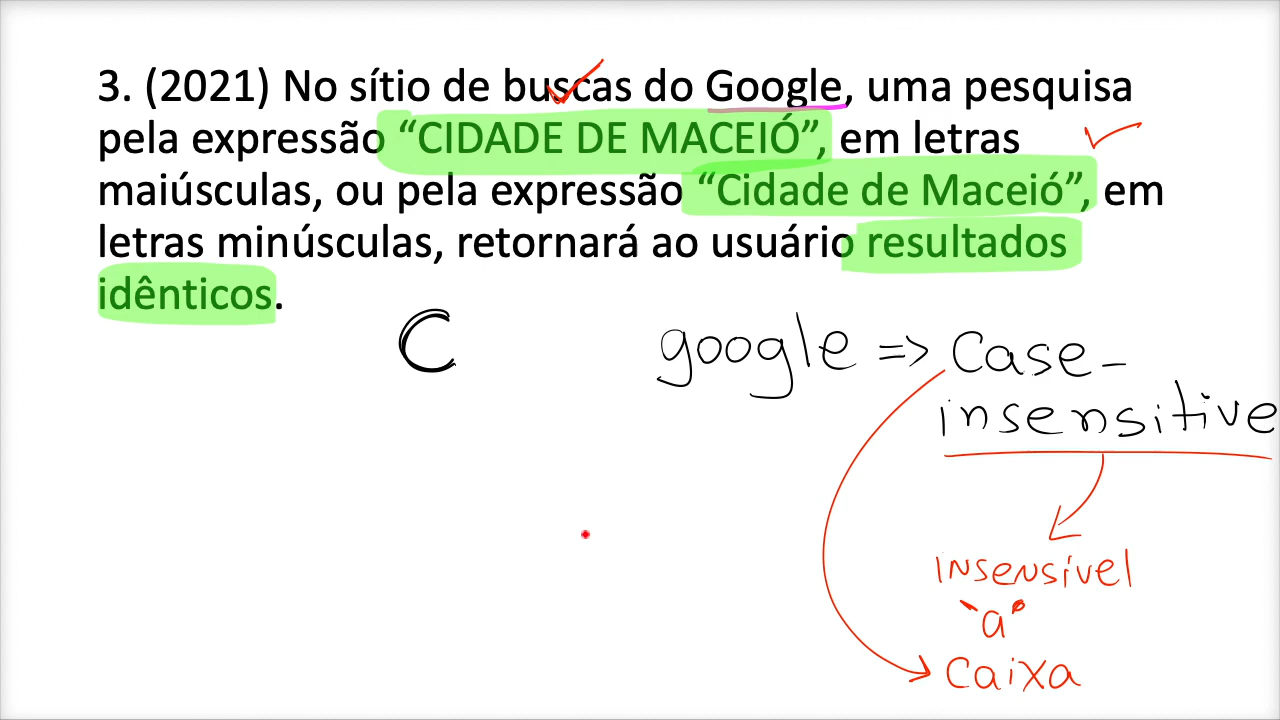 3. (2021) No sítio de buscas do Google, uma pesquisa
pela expressão “CIDADE DE MACEIÓ”, em letras
maiúsculas, ou pela expressão “Cidade de Maceió”, em
letras minúsculas, retornará ao usuário resultados
idênticos.
C
google => Case-
insensitive
insensível
"a"
Caixa